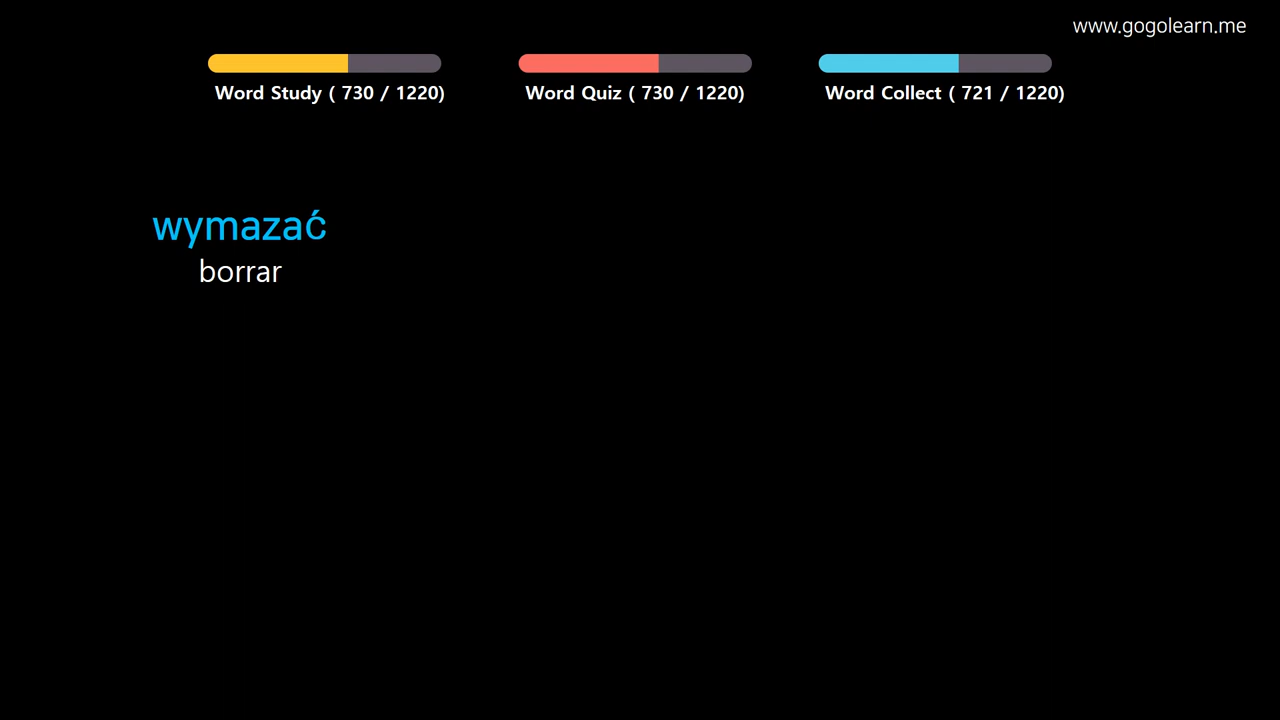 www.gogolearn.me
Word Study ( 730 / 1220)
Word Quiz ( 730 / 1220)
Word Collect ( 721 / 1220)
wymazać
borrar